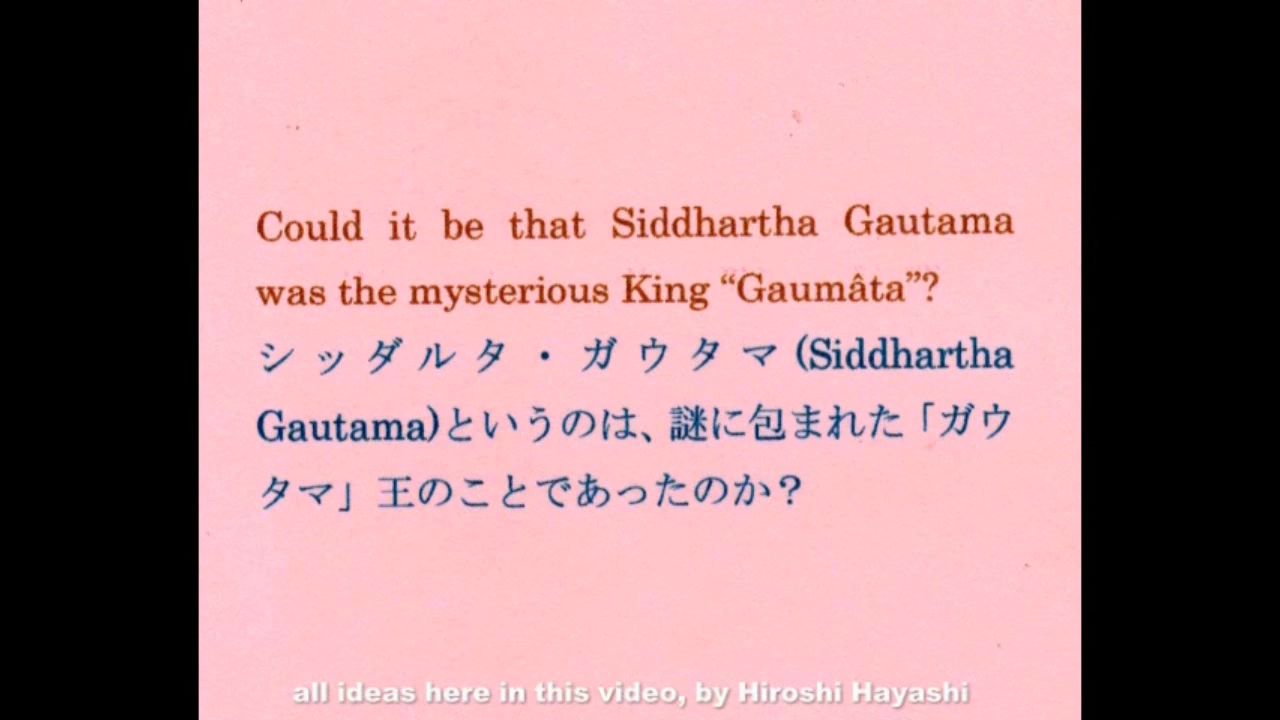 Could it be that Siddhartha Gautama
was the mysterious King “Gaumâta”?
シッダルタ・ガウタマ(Siddhartha
Gautama)というのは、謎に包まれた「ガウ
タマ」王のことであったのか？
all ideas here in this video, by Hiroshi Hayashi